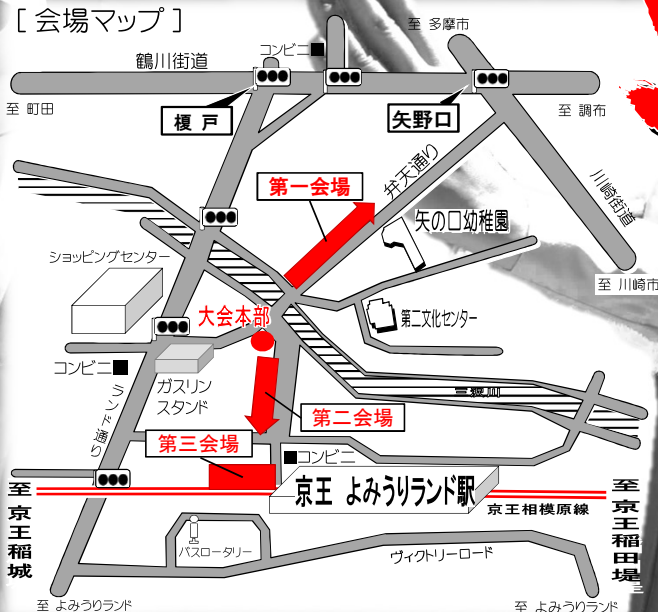 [ 会場マップ ]
至 多摩市
コンビニ
鶴川街道
至 町田
榎 戸
矢野口
至 調布
弁天通り
川崎街道
第一会場
矢の口幼稚園
至 川崎市
ショッピングセンター
大会本部
第二文化センター
コンビニ
ガスリン
スタンド
三沢川
ランド通り
第二会場
第三会場
コンビニ
京王 よみうりランド駅
至 京王稲城
京王相模原線
至 京王稲田堤
バスロータリー
ヴィクトリーロード
至 よみうりランド
至 よみうりランド